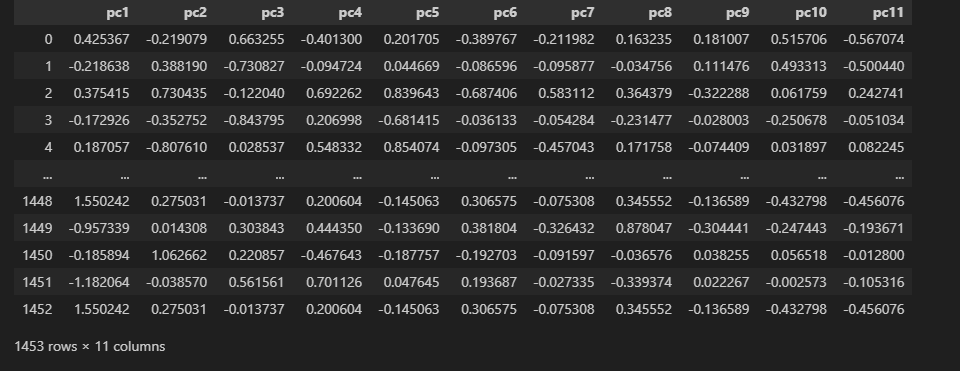 pc1 pc2 pc3 pc4 pc5 pc6 pc7 pc8 pc9 pc10 pc11
0 0.425367 -0.219079 0.663255 -0.401300 0.201705 -0.389767 -0.211982 0.163235 0.181007 0.515706 -0.567074
1 -0.218638 0.388190 -0.730827 -0.094724 0.044669 -0.086596 -0.095877 -0.034756 0.111476 0.493313 -0.500440
2 0.375415 0.730435 -0.122040 0.692262 0.839643 -0.687406 0.583112 0.364379 -0.322288 0.061759 0.242741
3 -0.172926 -0.352752 -0.843795 0.206998 -0.681415 -0.036133 -0.054284 -0.231477 -0.028003 -0.250678 -0.051034
4 0.187057 -0.807610 0.028537 0.548332 0.854074 -0.097305 -0.457043 0.171758 -0.074409 0.031897 0.082245
... ... ... ... ... ... ... ... ... ... ... ...
1448 1.550242 0.275031 -0.013737 0.200604 -0.145063 0.306575 -0.075308 0.345552 -0.136589 -0.432798 -0.456076
1449 -0.957339 0.014308 0.303843 0.444350 -0.133690 0.381804 -0.326432 0.878047 -0.304441 -0.247443 -0.193671
1450 -0.185894 1.062662 0.220857 -0.467643 -0.187757 -0.192703 -0.091597 -0.036576 0.038255 0.056518 -0.012800
1451 -1.182064 -0.038570 0.561561 0.701126 0.047645 0.193687 -0.027335 -0.339374 0.022267 -0.002573 -0.105316
1452 1.550242 0.275031 -0.013737 0.200604 -0.145063 0.306575 -0.075308 0.345552 -0.136589 -0.432798 -0.456076
1453 rows × 11 columns